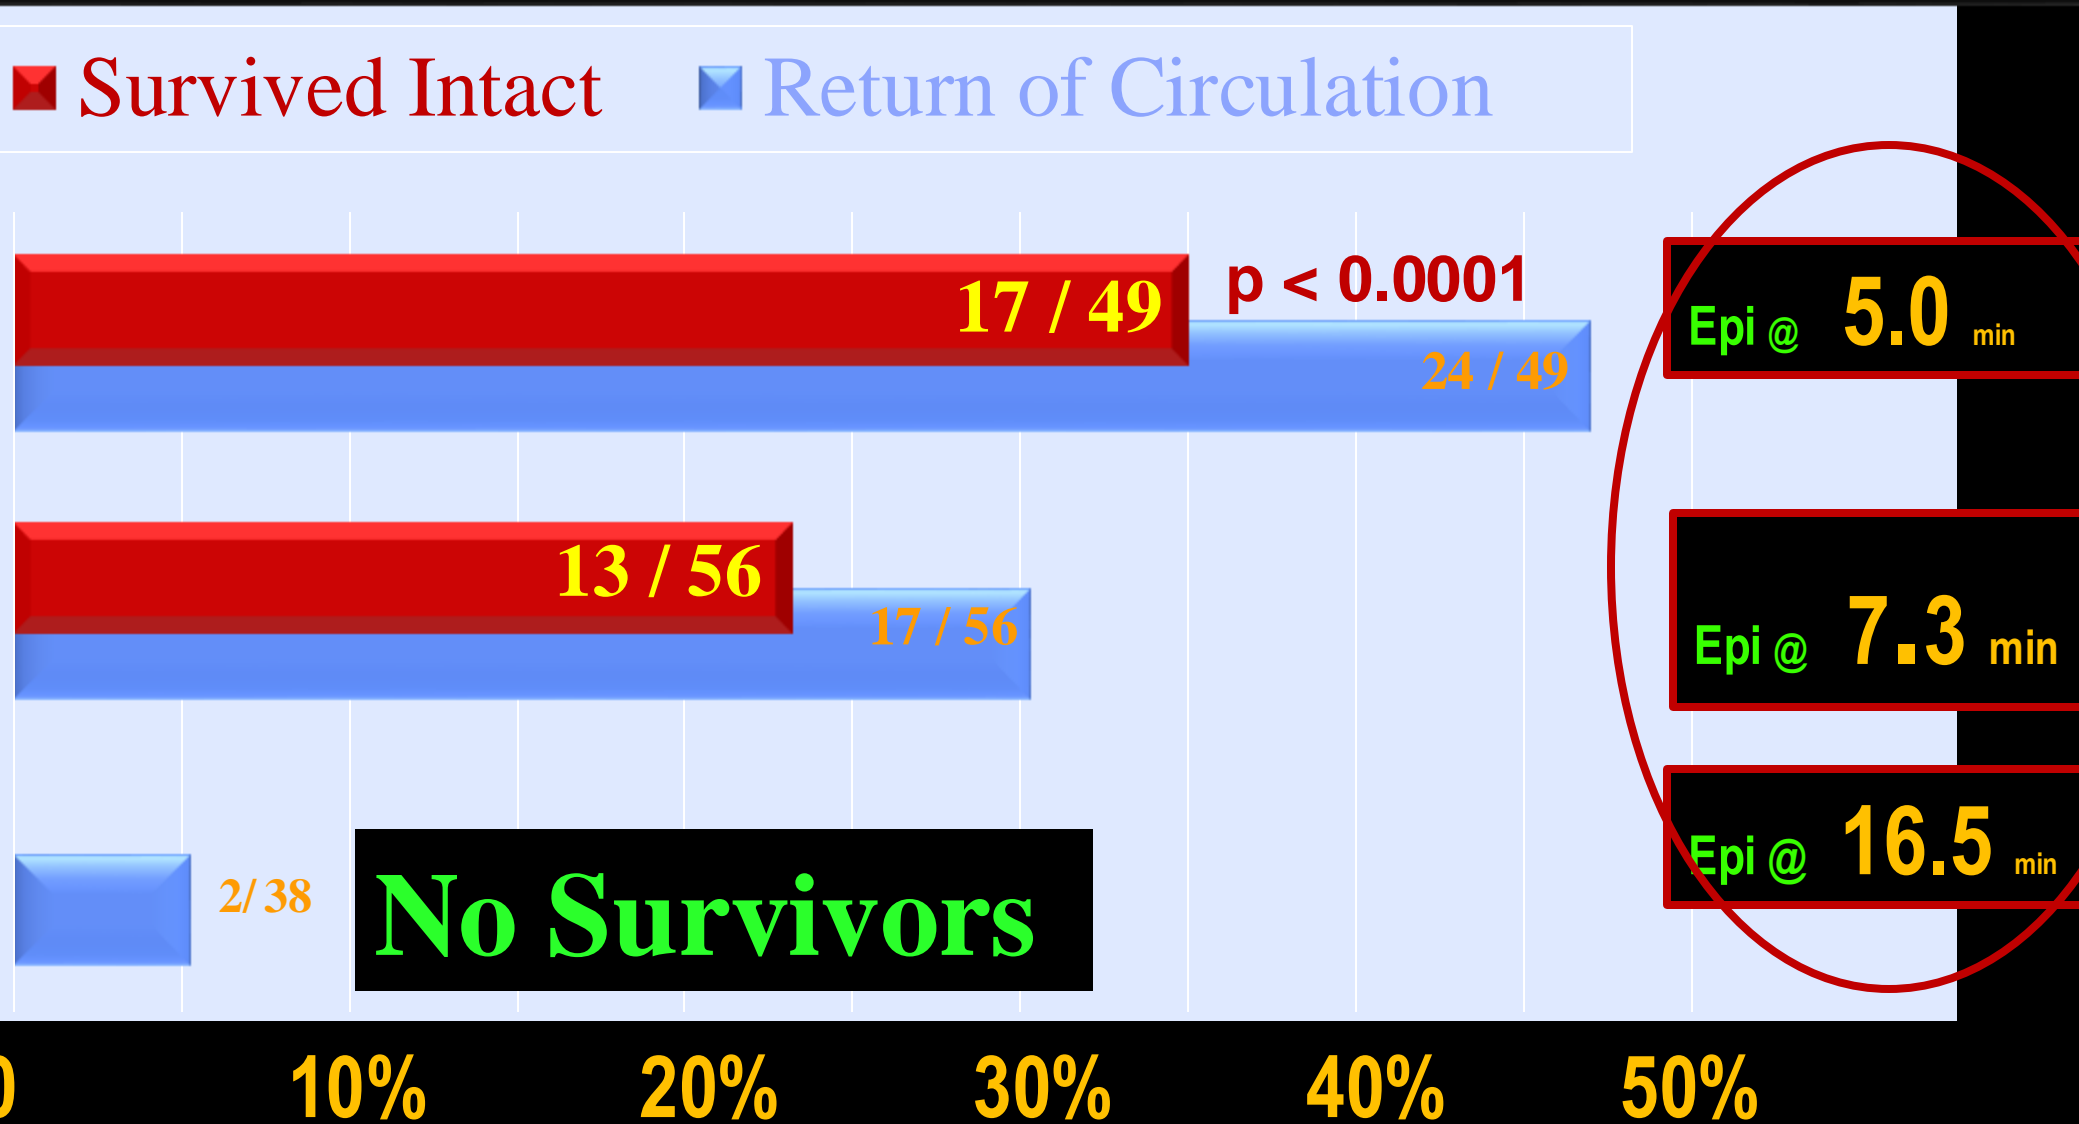 Survived Intact Return of Circulation
17 / 49 p < 0.0001
24 / 49
Epi @ 5.0 min
13 / 56
17 / 56
Epi @ 7.3 min
2/ 38
No Survivors
Epi @ 16.5 min
0 10% 20% 30% 40% 50%